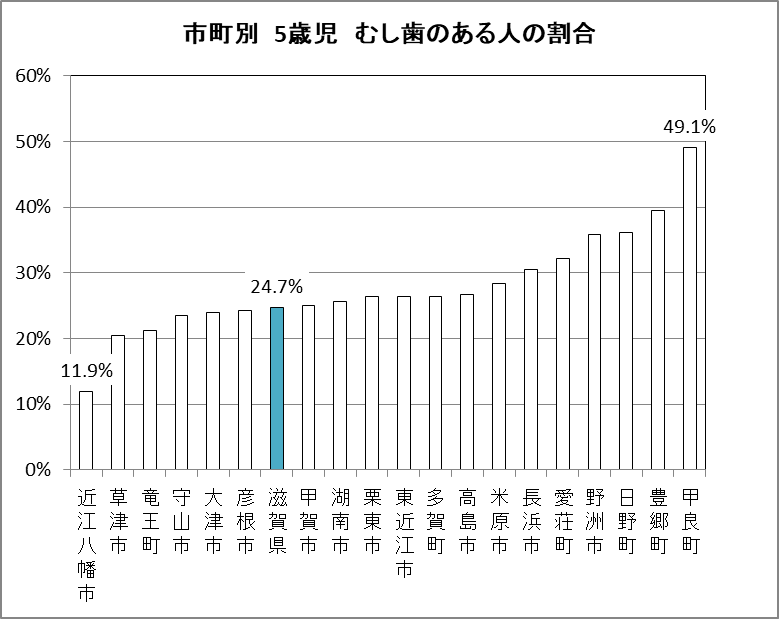 市町別　5歳児　むし歯のある人の割合
60%
50%
40%
30%
20%
10%
0%
11.9%
24.7%
49.1%
近江八幡市
草津市
竜王町
守山市
大津市
彦根市
滋賀県
甲賀市
湖南市
栗東市
東近江市
多賀町
高島市
米原市
長浜市
愛荘町
野洲市
日野町
豊郷町
甲良町